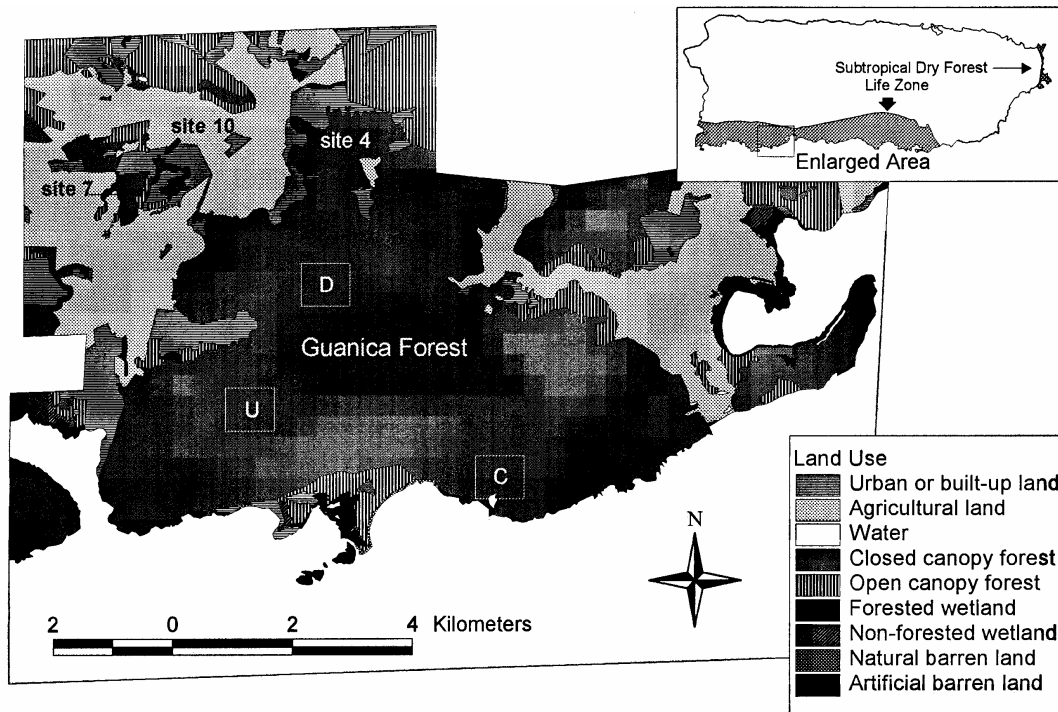 Subtropical Dry Forest
Life Zone
Enlarged Area
site 10
site 4
site 7
D
Guanica Forest
U
C
N
2 0 2 4 Kilometers
Land Use
Urban or built-up land
Agricultural land
Water
Closed canopy forest
Open canopy forest
Forested wetland
Non-forested wetland
Natural barren land
Artificial barren land